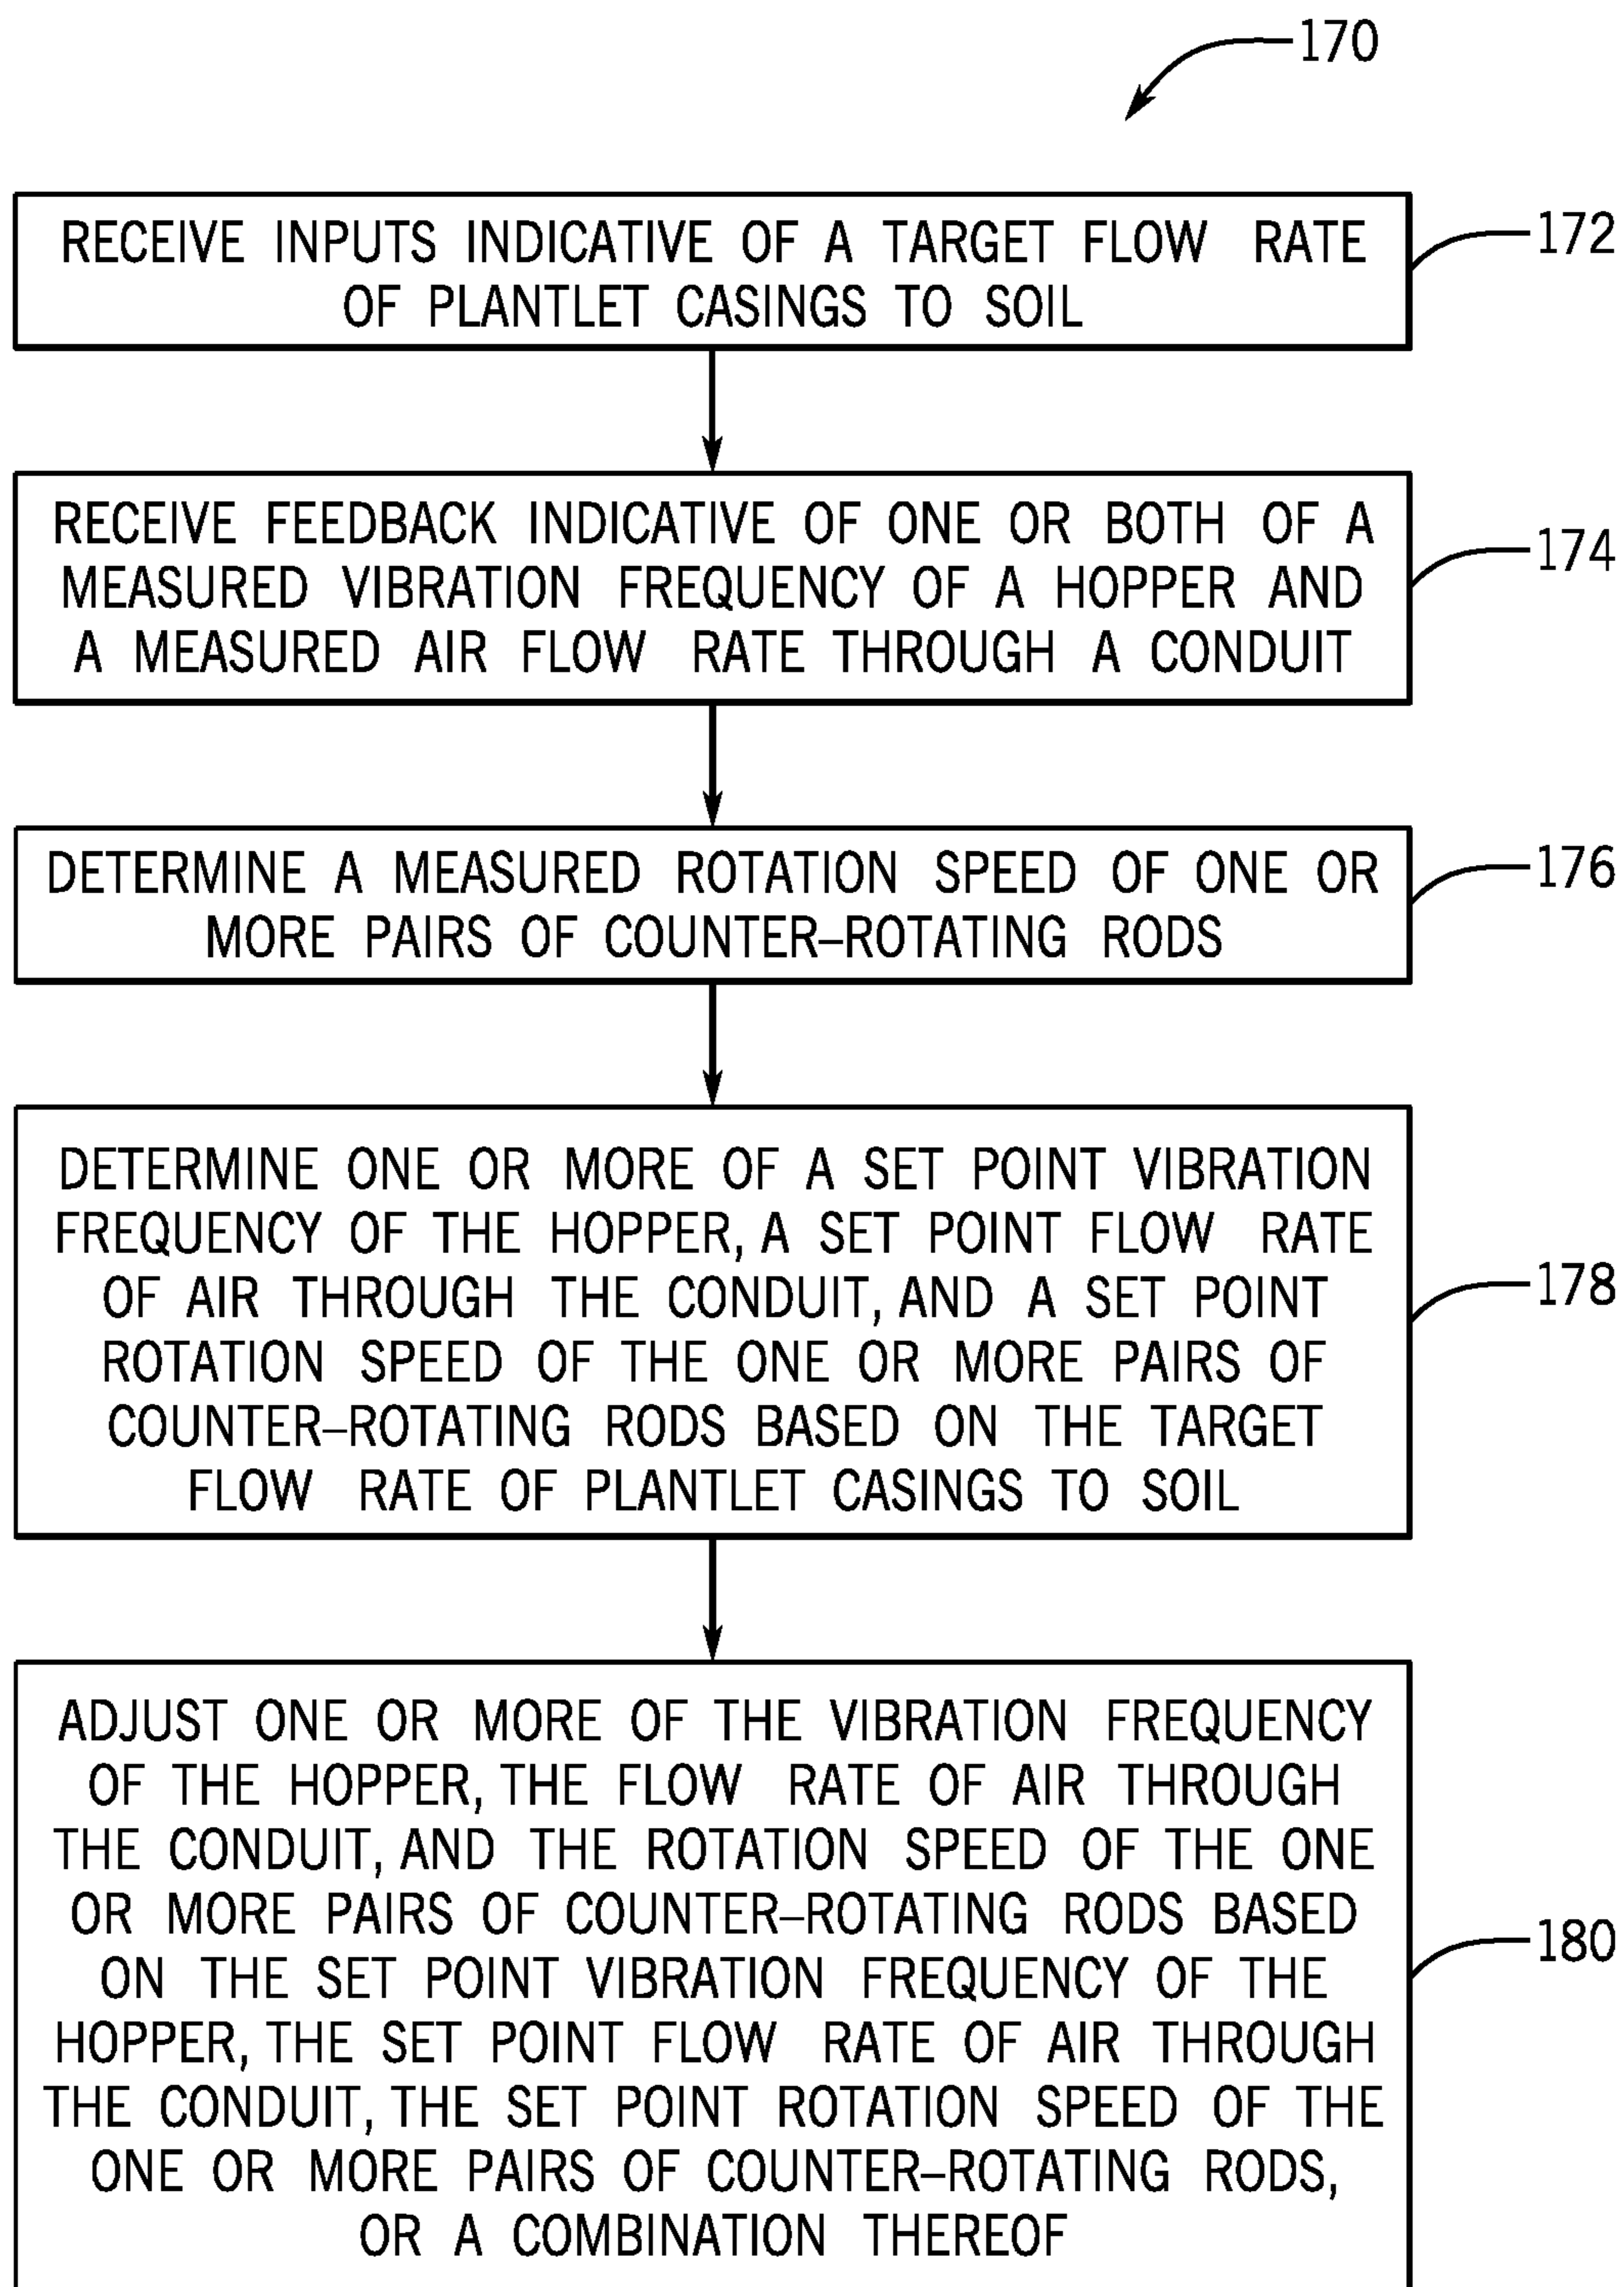 170
RECEIVE INPUTS INDICATIVE OF A TARGET FLOW RATE
OF PLANTLET CASINGS TO SOIL
172
RECEIVE FEEDBACK INDICATIVE OF ONE OR BOTH OF A
MEASURED VIBRATION FREQUENCY OF A HOPPER AND
A MEASURED AIR FLOW RATE THROUGH A CONDUIT
174
DETERMINE A MEASURED ROTATION SPEED OF ONE OR
MORE PAIRS OF COUNTER–ROTATING RODS
176
DETERMINE ONE OR MORE OF A SET POINT VIBRATION
FREQUENCY OF THE HOPPER, A SET POINT FLOW RATE
OF AIR THROUGH THE CONDUIT, AND A SET POINT
ROTATION SPEED OF THE ONE OR MORE PAIRS OF
COUNTER–ROTATING RODS BASED ON THE TARGET
FLOW RATE OF PLANTLET CASINGS TO SOIL
178
ADJUST ONE OR MORE OF THE VIBRATION FREQUENCY
OF THE HOPPER, THE FLOW RATE OF AIR THROUGH
THE CONDUIT, AND THE ROTATION SPEED OF THE ONE
OR MORE PAIRS OF COUNTER–ROTATING RODS BASED
ON THE SET POINT VIBRATION FREQUENCY OF THE
HOPPER, THE SET POINT FLOW RATE OF AIR THROUGH
THE CONDUIT, THE SET POINT ROTATION SPEED OF THE
ONE OR MORE PAIRS OF COUNTER–ROTATING RODS,
OR A COMBINATION THEREOF
180